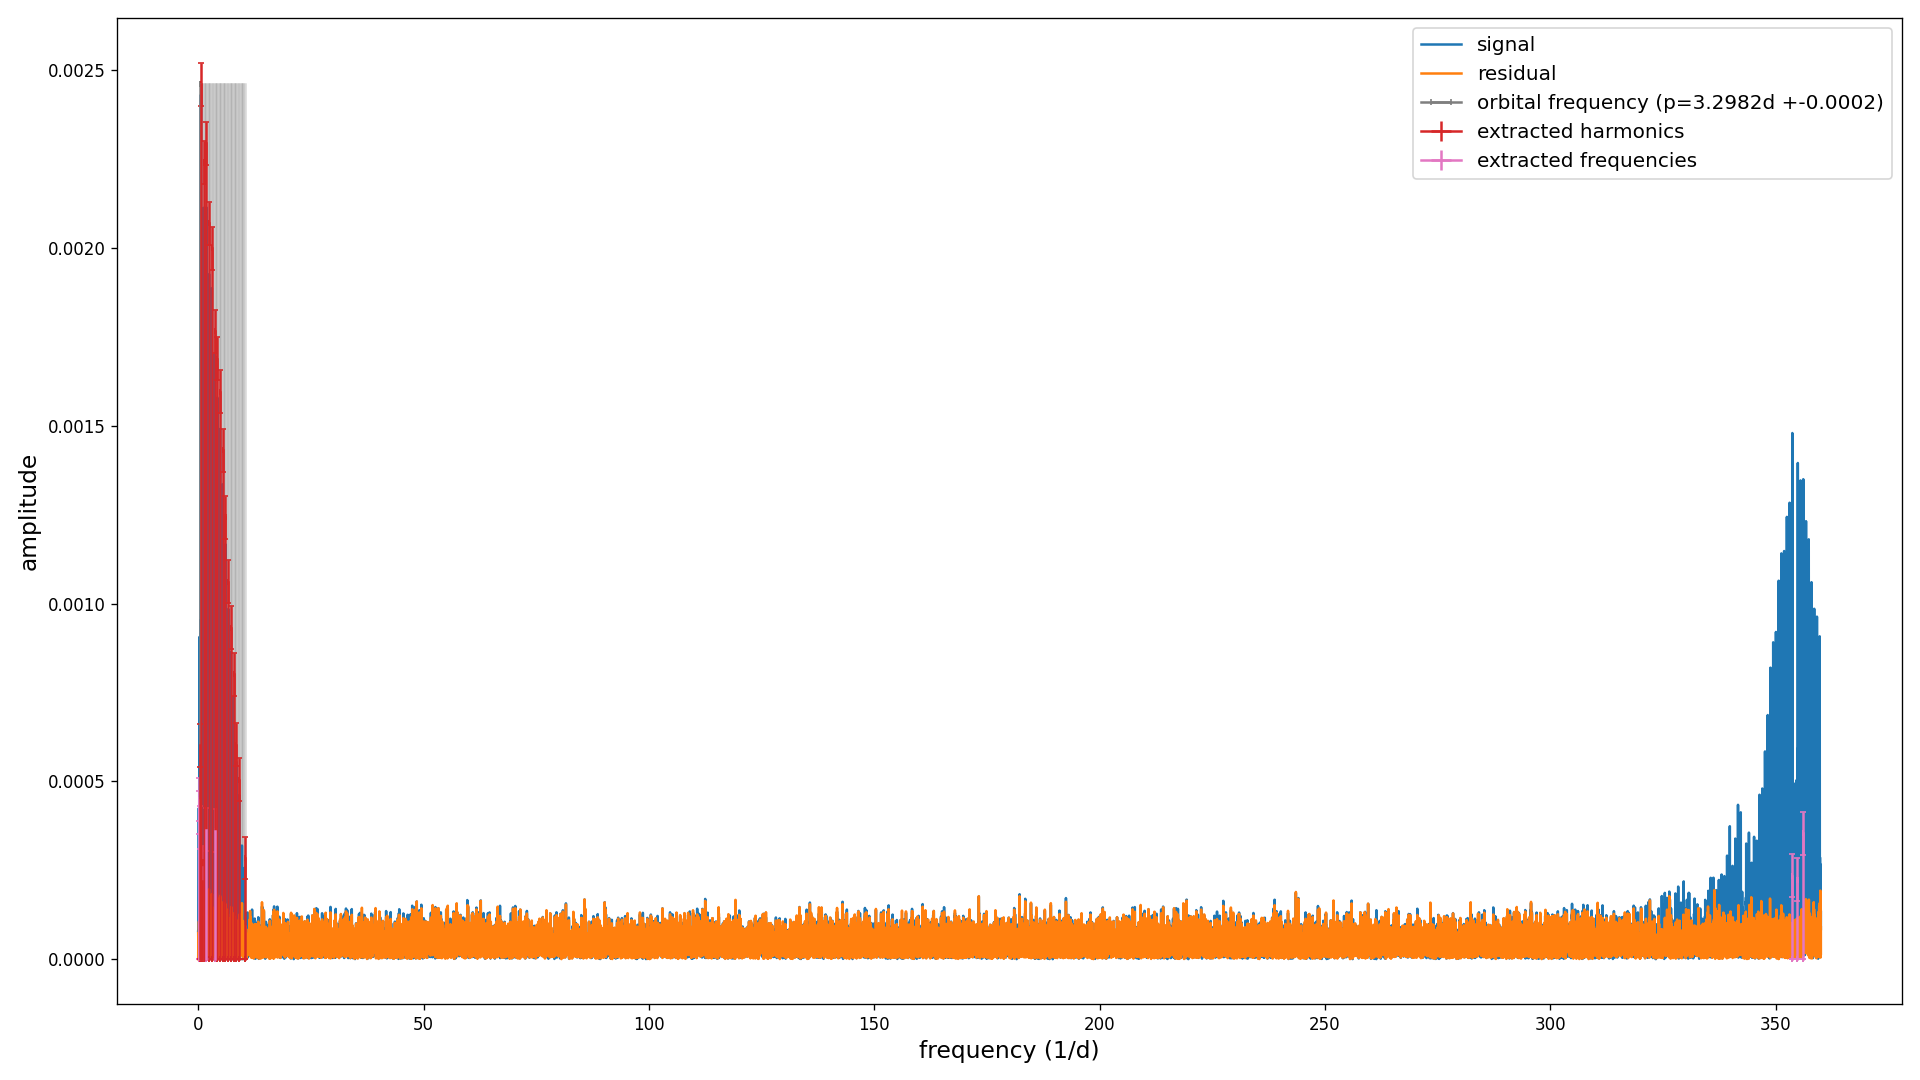 signal
residual
orbital frequency (p=3.2982d +-0.0002)
extracted harmonics
extracted frequencies
amplitude
0.0025
0.0020
0.0015
0.0010
0.0005
0.0000
0 50 100 150 200 250 300 350
frequency (1/d)